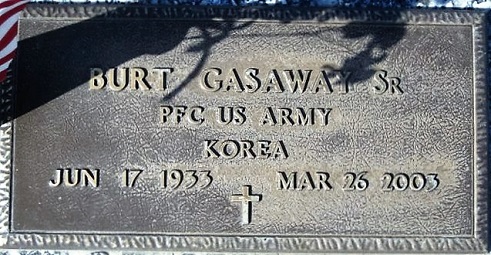 BURT GASAWAY SR
PFC US ARMY
KOREA
JUN 17 1933 MAR 26 2003